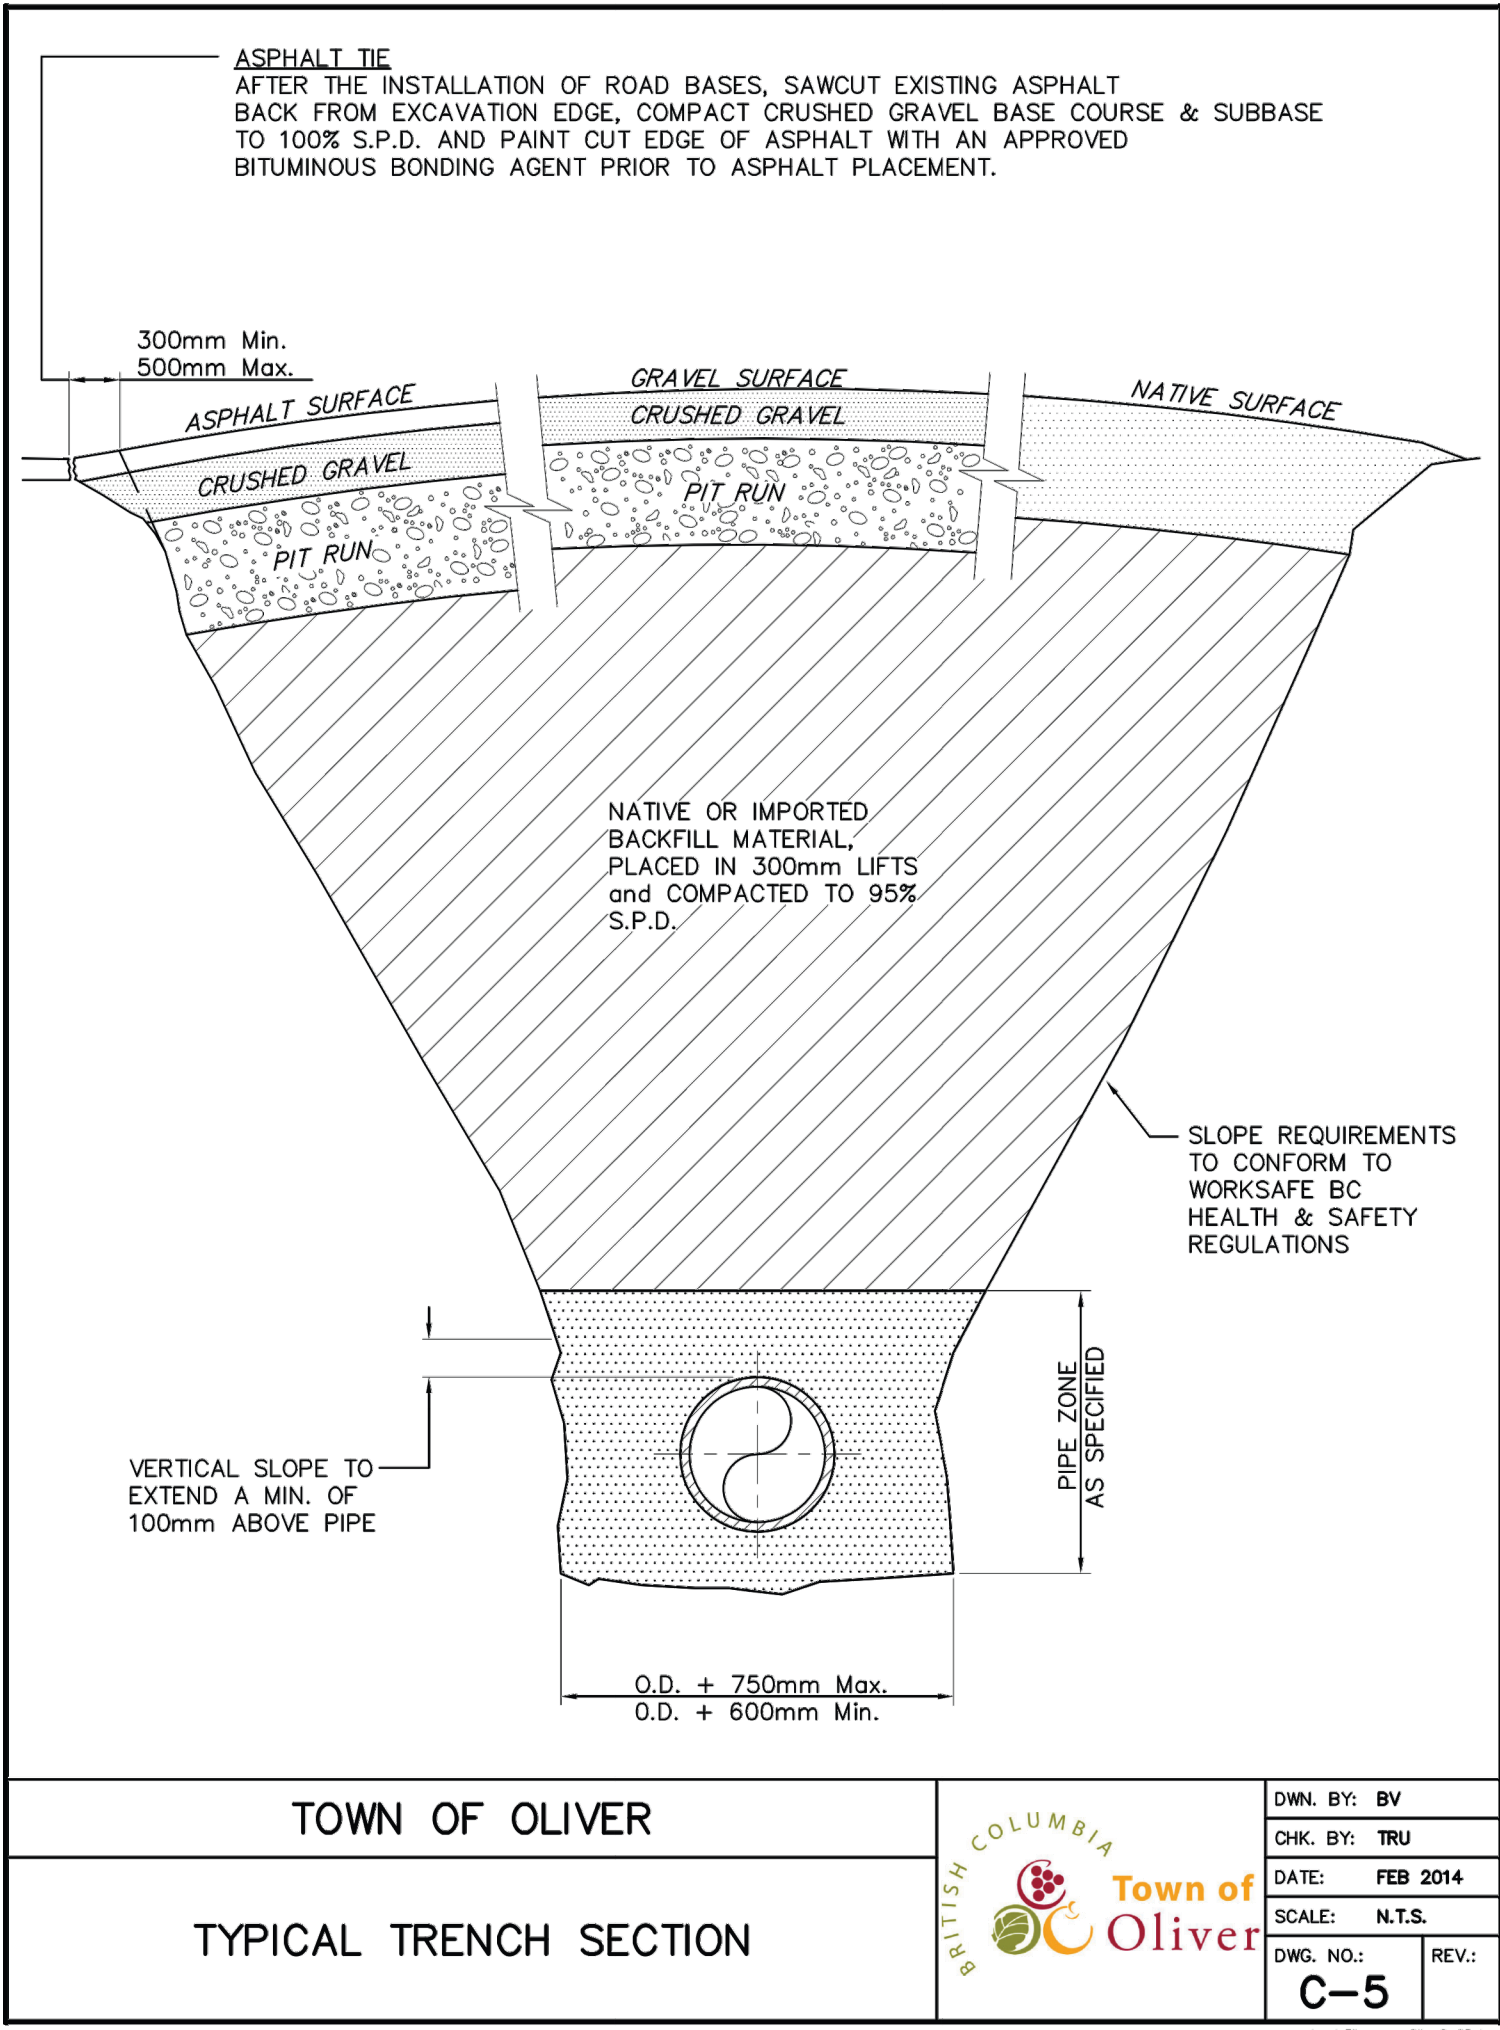 ASPHALT TIE
AFTER THE INSTALLATION OF ROAD BASES, SAWCUT EXISTING ASPHALT
BACK FROM EXCAVATION EDGE, COMPACT CRUSHED GRAVEL BASE COURSE & SUBBASE
TO 100% S.P.D. AND PAINT CUT EDGE OF ASPHALT WITH AN APPROVED
BITUMINOUS BONDING AGENT PRIOR TO ASPHALT PLACEMENT.
300mm Min.
500mm Max.
ASPHALT SURFACE
GRAVEL SURFACE
NATIVE SURFACE
CRUSHED GRAVEL
CRUSHED GRAVEL
PIT RUN
PIT RUN
NATIVE OR IMPORTED
BACKFILL MATERIAL,
PLACED IN 300mm LIFTS
and COMPACTED TO 95%
S.P.D.
SLOPE REQUIREMENTS
TO CONFORM TO
WORKSAFE BC
HEALTH & SAFETY
REGULATIONS
PIPE ZONE
AS SPECIFIED
VERTICAL SLOPE TO
EXTEND A MIN. OF
100mm ABOVE PIPE
O.D. + 750mm Max.
O.D. + 600mm Min.
TOWN OF OLIVER
TYPICAL TRENCH SECTION
BRITISH COLUMBIA
Town of
Oliver
DWN. BY: BV
CHK. BY: TRU
DATE: FEB 2014
SCALE: N.T.S.
DWG. NO.:
C-5
REV.: